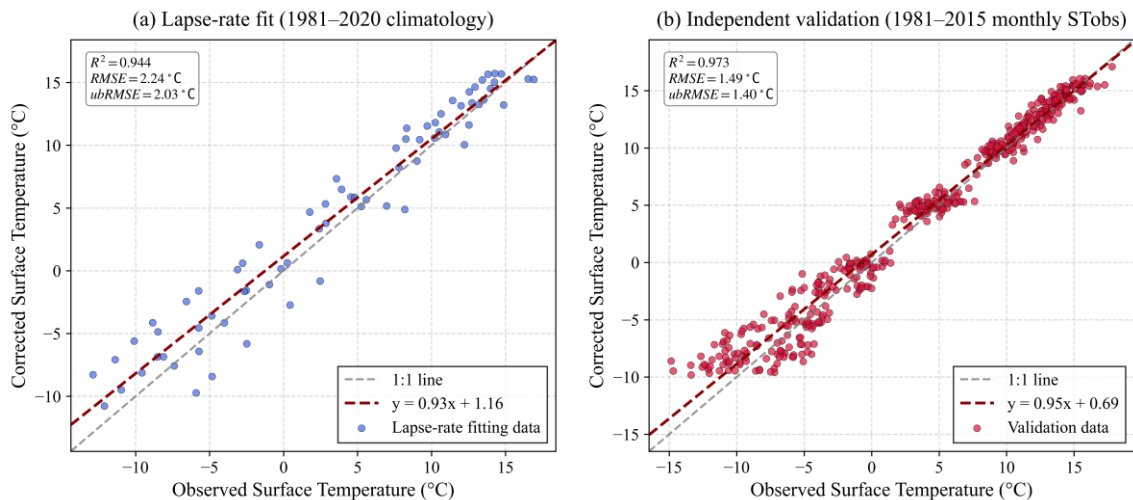 (a) Lapse-rate fit (1981–2020 climatology)
R² = 0.944
RMSE = 2.24 °C
ubRMSE = 2.03 °C
15
10
5
0
−5
−10
Corrected Surface Temperature (°C)
1:1 line
y = 0.93x + 1.16
Lapse-rate fitting data
−10 −5 0 5 10 15
Observed Surface Temperature (°C)
(b) Independent validation (1981–2015 monthly STobs)
R² = 0.973
RMSE = 1.49 °C
ubRMSE = 1.40 °C
15
10
5
0
−5
−10
−15
Corrected Surface Temperature (°C)
1:1 line
y = 0.95x + 0.69
Validation data
−15 −10 −5 0 5 10 15
Observed Surface Temperature (°C)